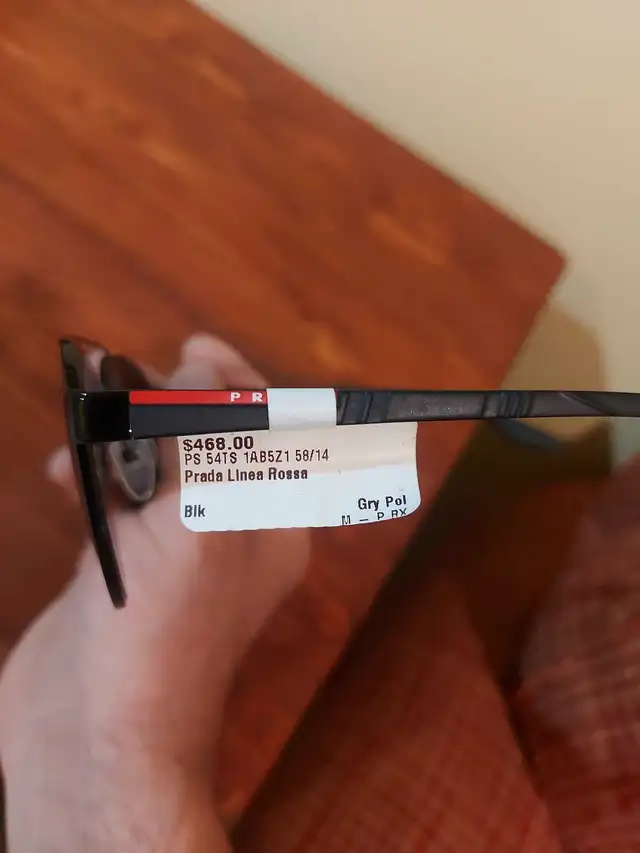 PR
$468.00
PS 54TS 1AB5Z1 58/14
Prada Linea Rossa
Blk
Gry Pol
M - P RX